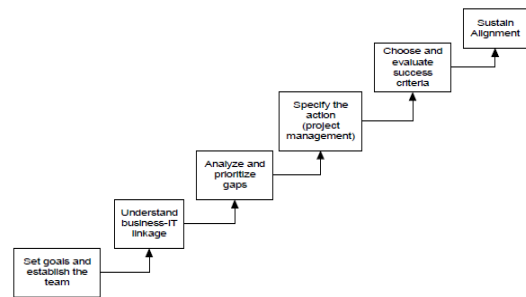 Sustain
Alignment
Choose and
evaluate
success
criteria
Specify the
action
(project
management)
Analyze and
prioritize
gaps
Understand
business-IT
linkage
Set goals and
establish the
team